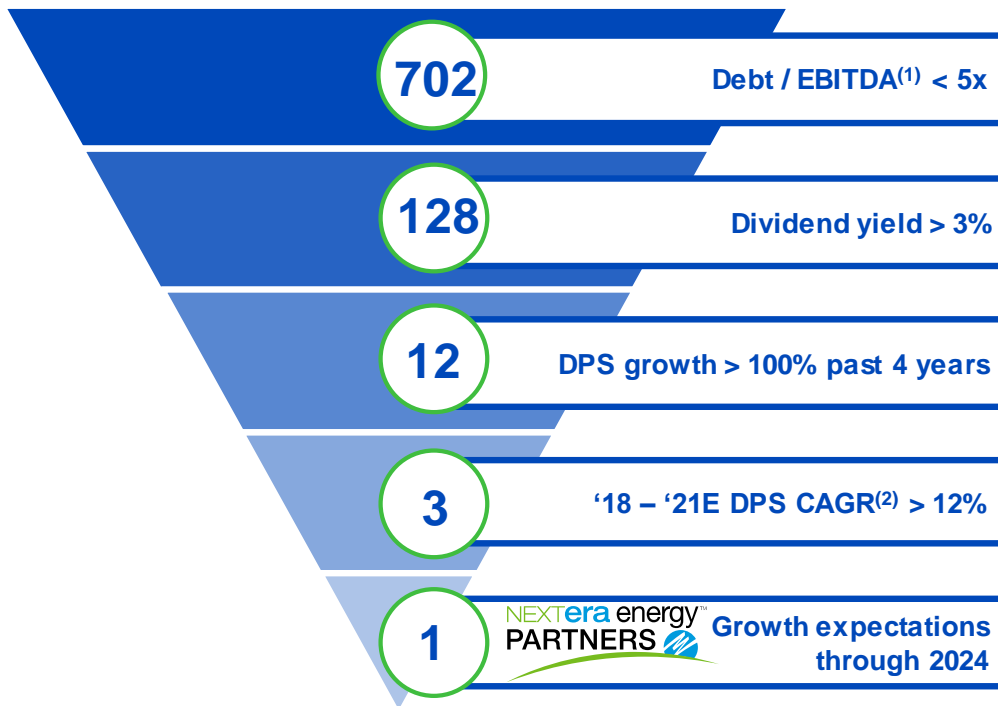 702
Debt / EBITDA(1) < 5x
128
Dividend yield > 3%
12
DPS growth > 100% past 4 years
3
‘18 – ‘21E DPS CAGR(2) > 12%
1
NEXTera energy™
PARTNERS
Growth expectations
through 2024